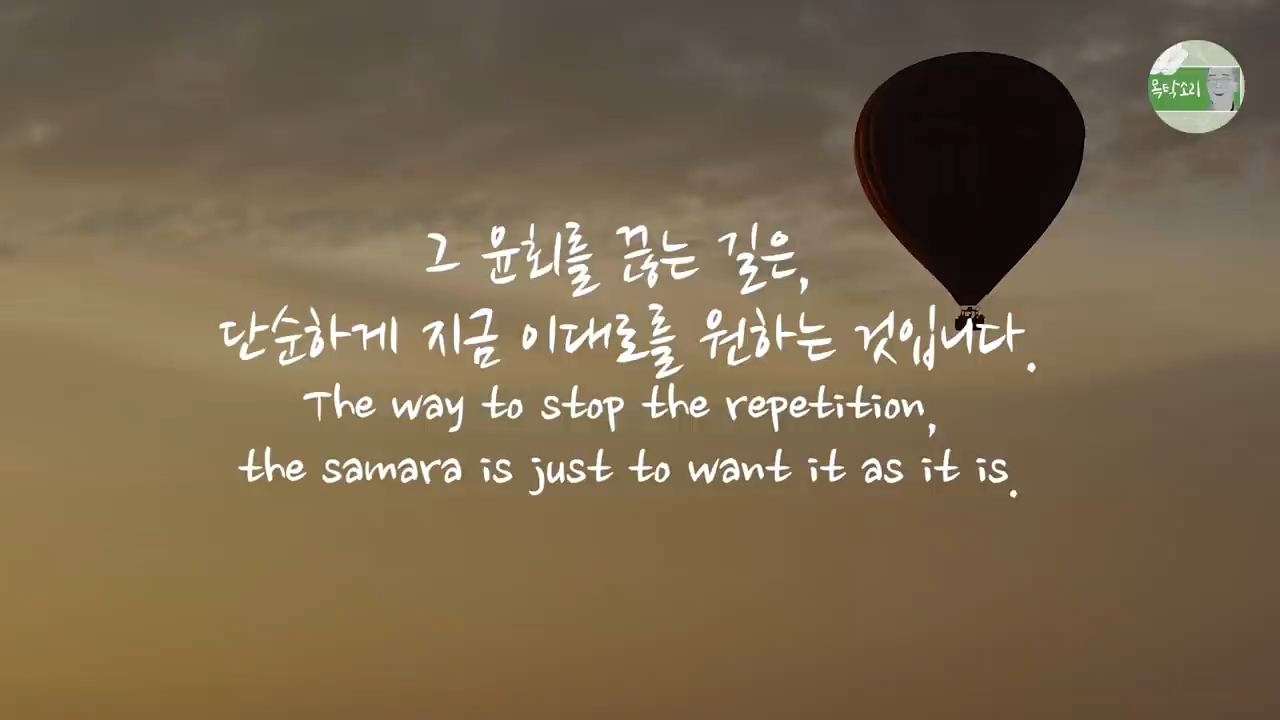 옥탁소리
그 윤회를 끊는 길은,
단순하게 지금 이대로를 원하는 것입니다.
The way to stop the repetition,
the samara is just to want it as it is.